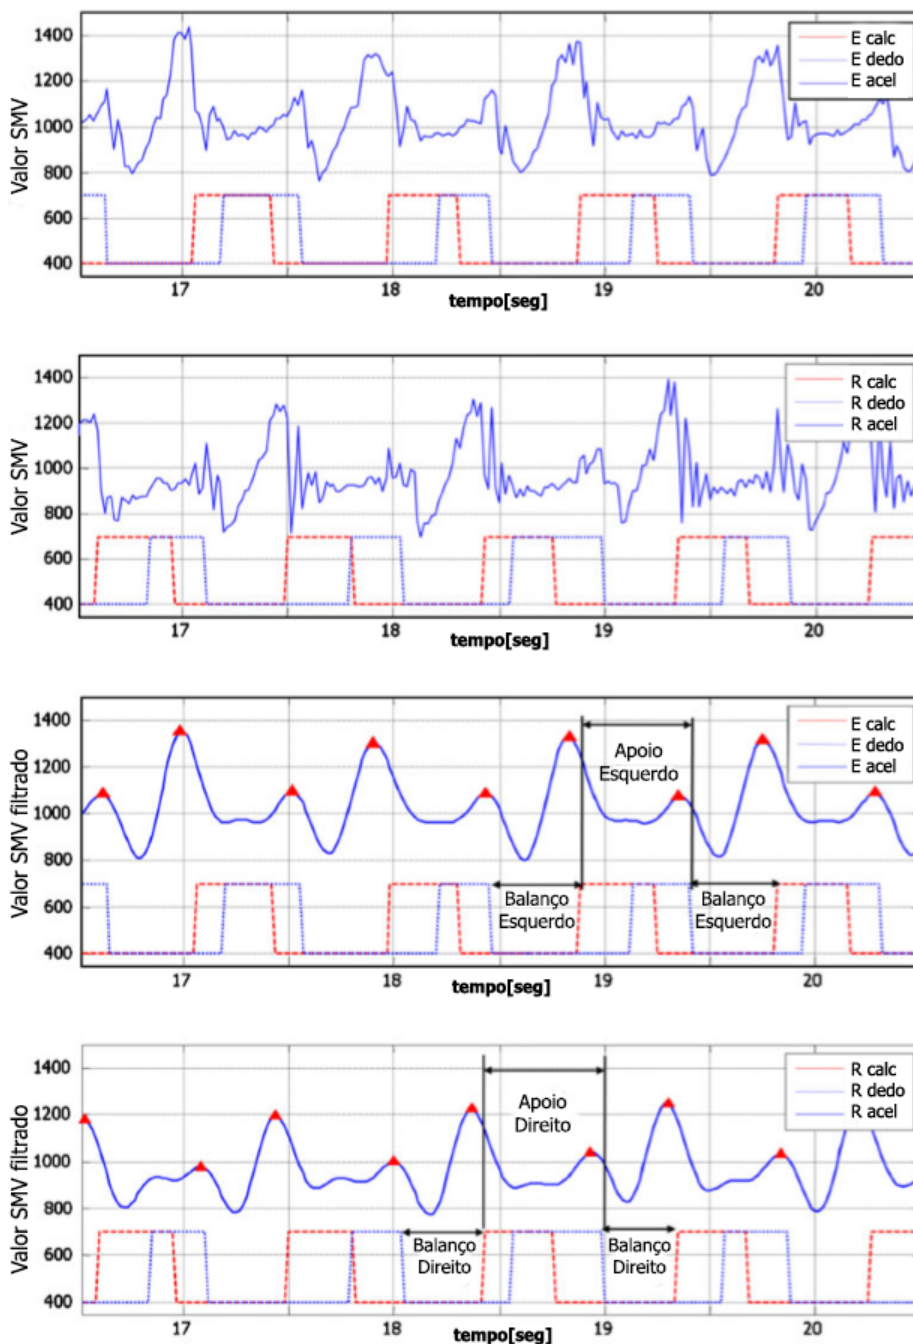 1400
1200
1000
800
600
400
Valor SMV
E calc
E dedo
E acel
17
18
19
20
tempo[seg]
1400
1200
1000
800
600
400
Valor SMV
R calc
R dedo
R acel
17
18
19
20
tempo[seg]
1400
1200
1000
800
600
400
Valor SMV filtrado
E calc
E dedo
E acel
Apoio
Esquerdo
Balanço
Esquerdo
Balanço
Esquerdo
17
18
19
20
tempo[seg]
1400
1200
1000
800
600
400
Valor SMV filtrado
R calc
R dedo
R acel
Apoio
Direito
Balanço
Direito
Balanço
Direito
17
18
19
20
tempo[seg]